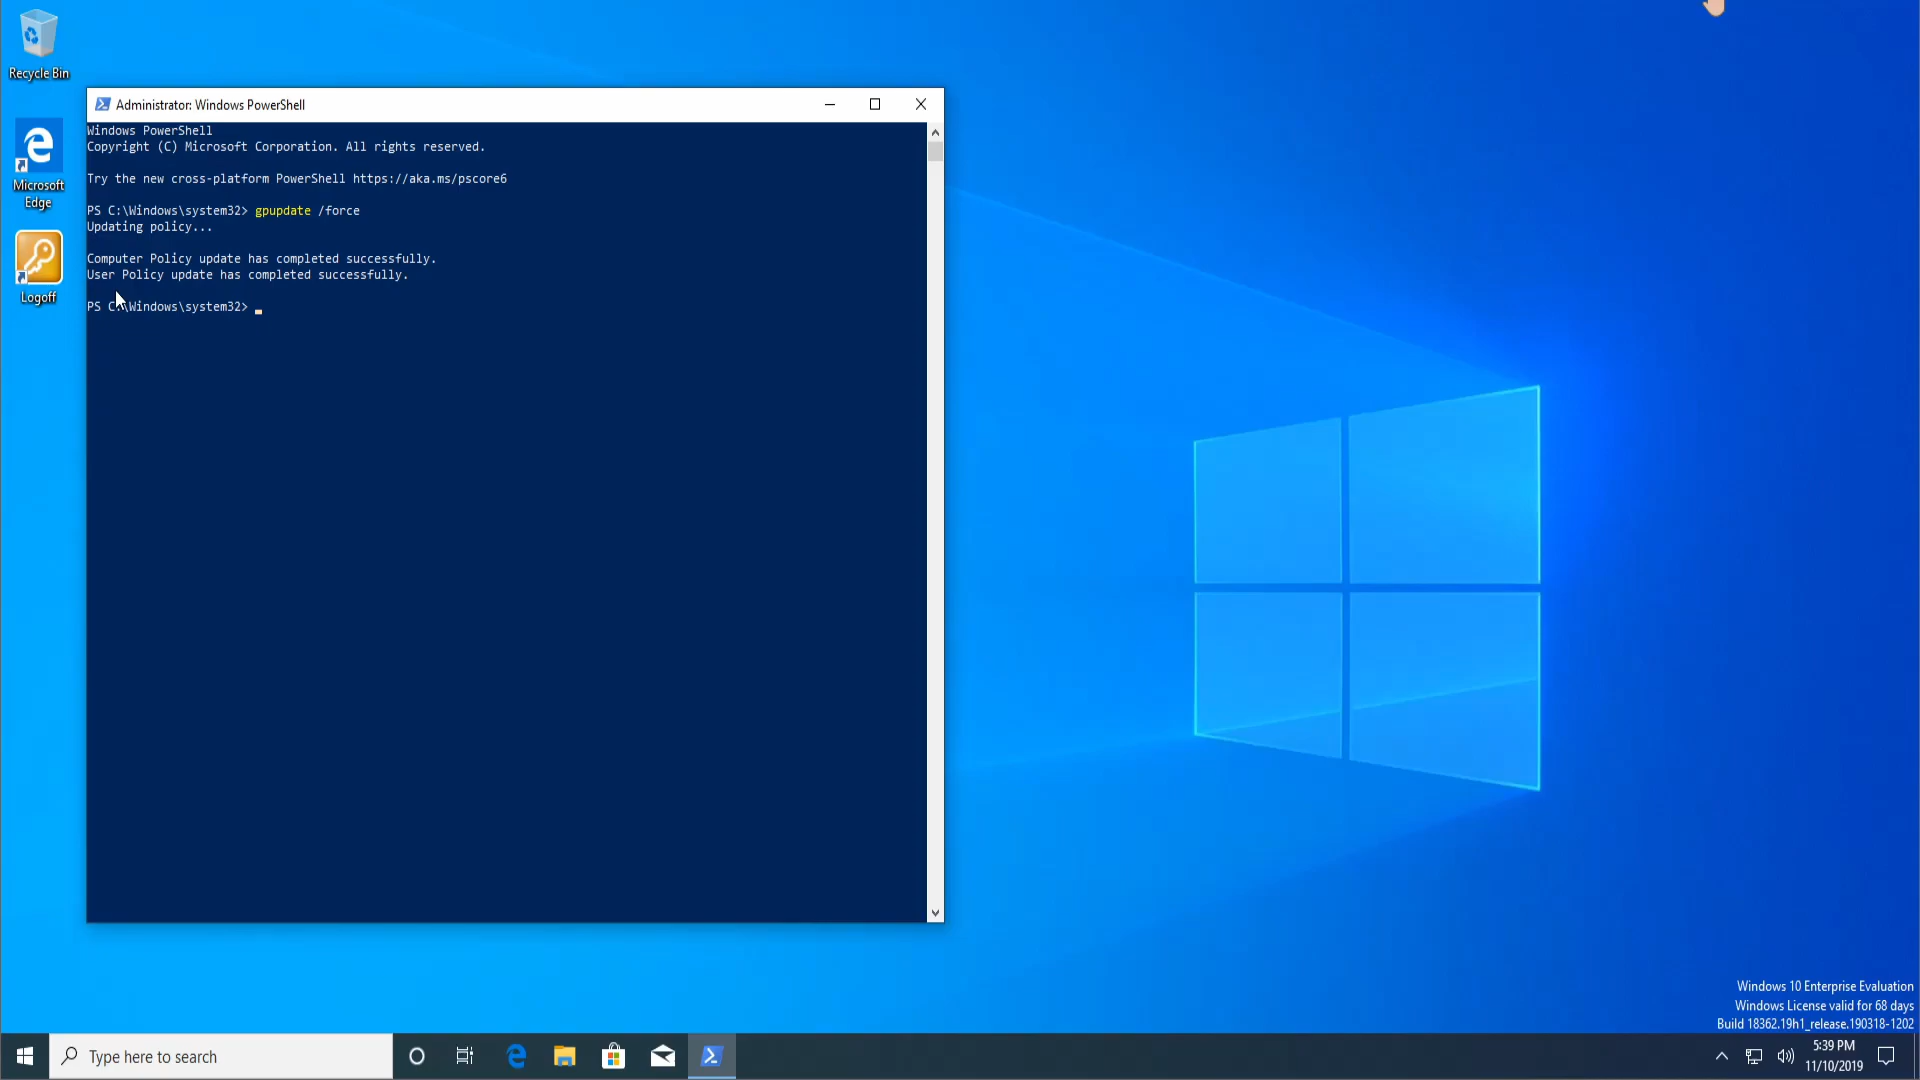 Recycle Bin
Microsoft
Edge
Logoff
Administrator: Windows PowerShell
Windows PowerShell
Copyright (C) Microsoft Corporation. All rights reserved.
Try the new cross-platform PowerShell https://aka.ms/pscore6
PS C:\Windows\system32> gpupdate /force
Updating policy...
Computer Policy update has completed successfully.
User Policy update has completed successfully.
PS C:\Windows\system32>
Windows 10 Enterprise Evaluation
Windows License valid for 68 days
Build 18362.19h1_release.190318-1202
Type here to search
5:39 PM
11/10/2019